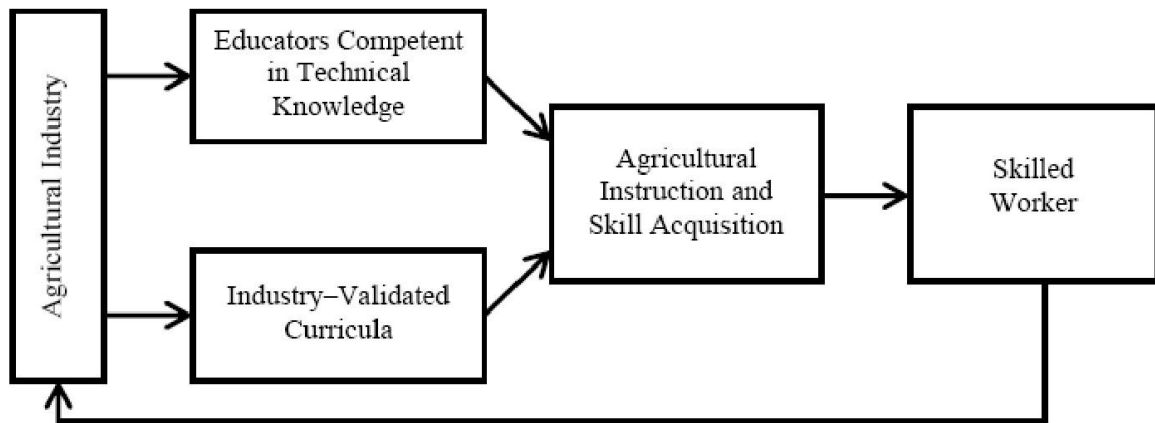 Agricultural Industry
Educators Competent
in Technical
Knowledge
Industry–Validated
Curricula
Agricultural
Instruction and
Skill Acquisition
Skilled
Worker